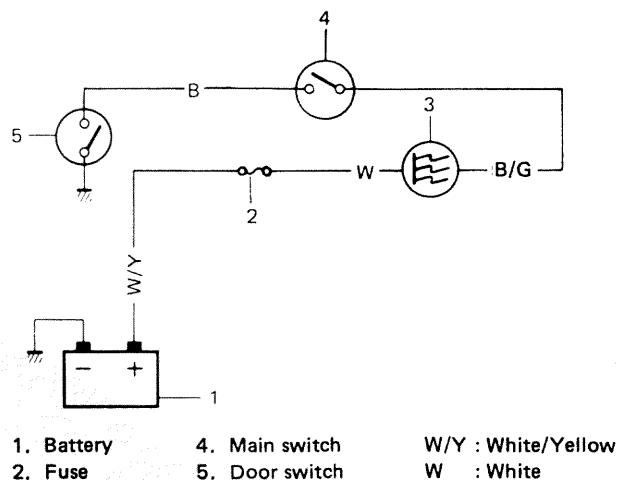 4
B
3
5
W
B/G
2
W/Y
− +
1
1. Battery 4. Main switch W/Y : White/Yellow
2. Fuse 5. Door switch W : White